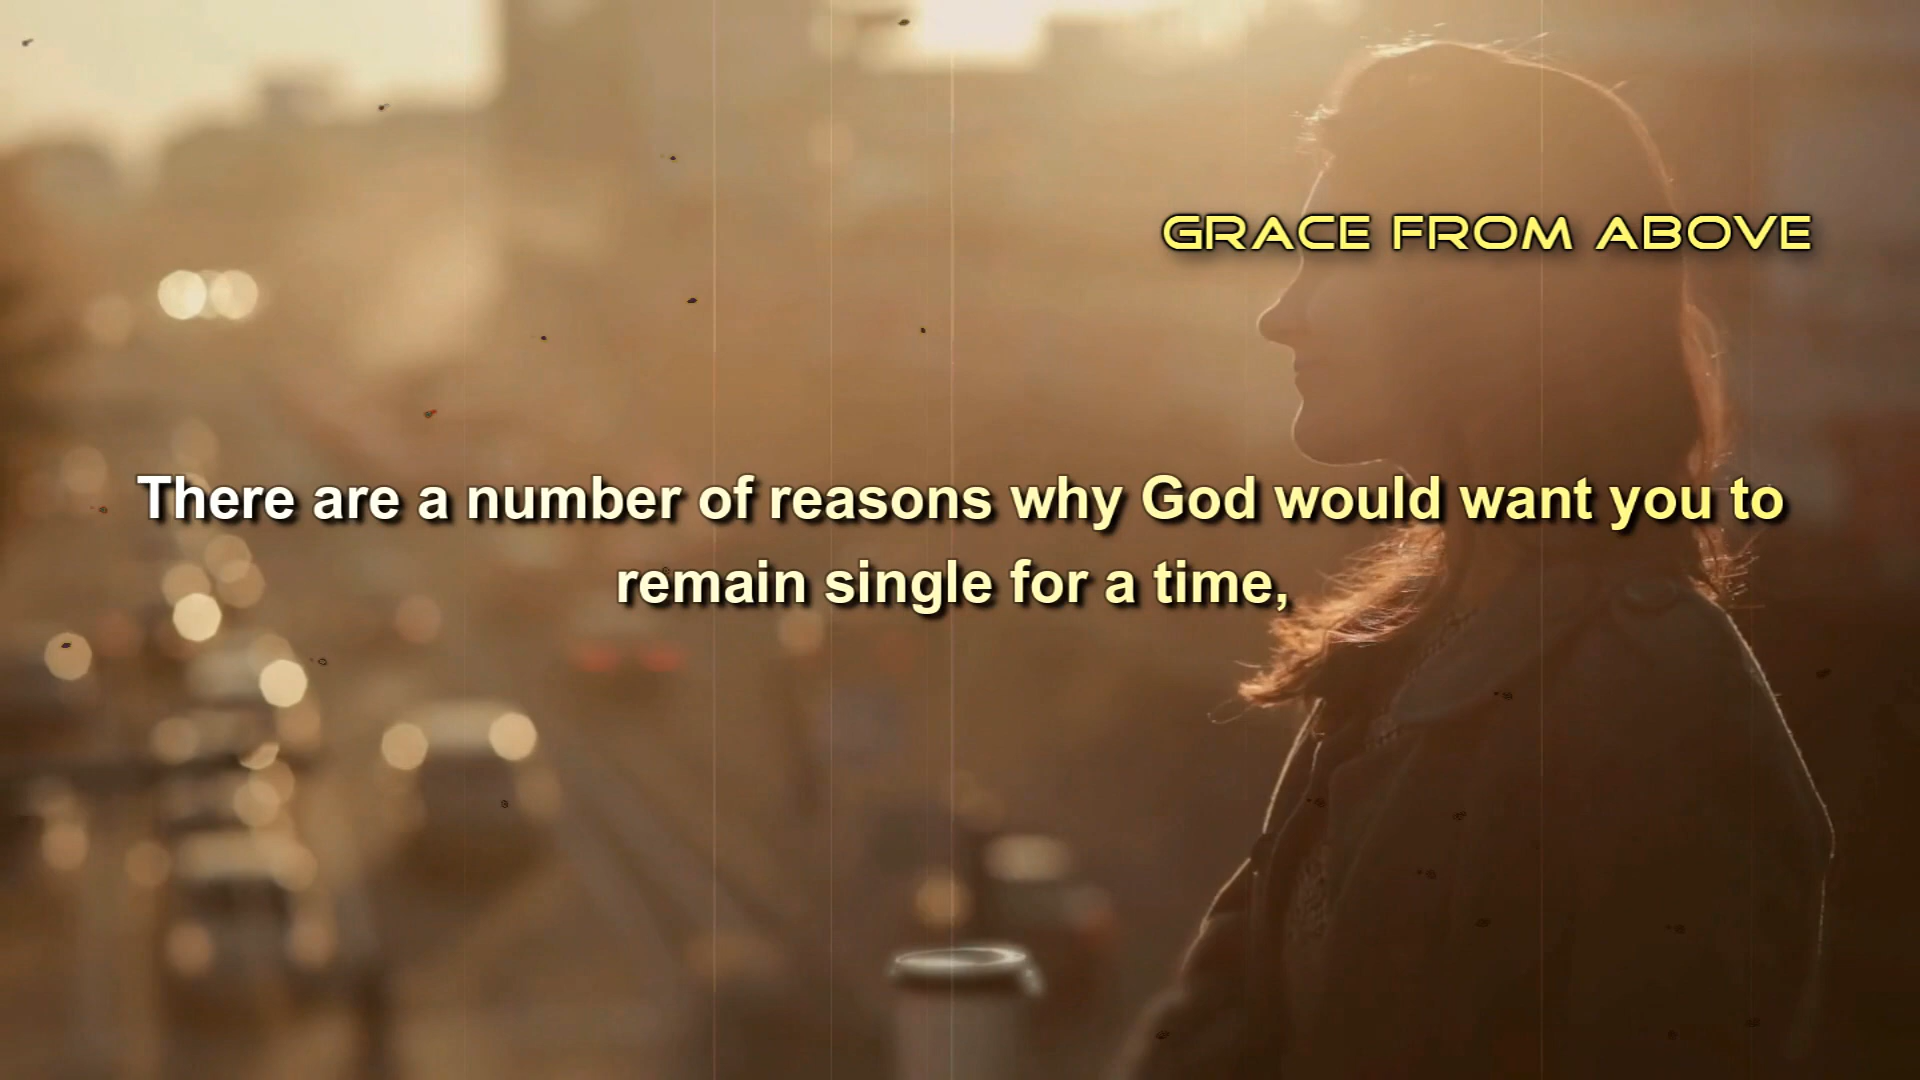 GRACE FROM ABOVE
There are a number of reasons why God would want you to
remain single for a time,